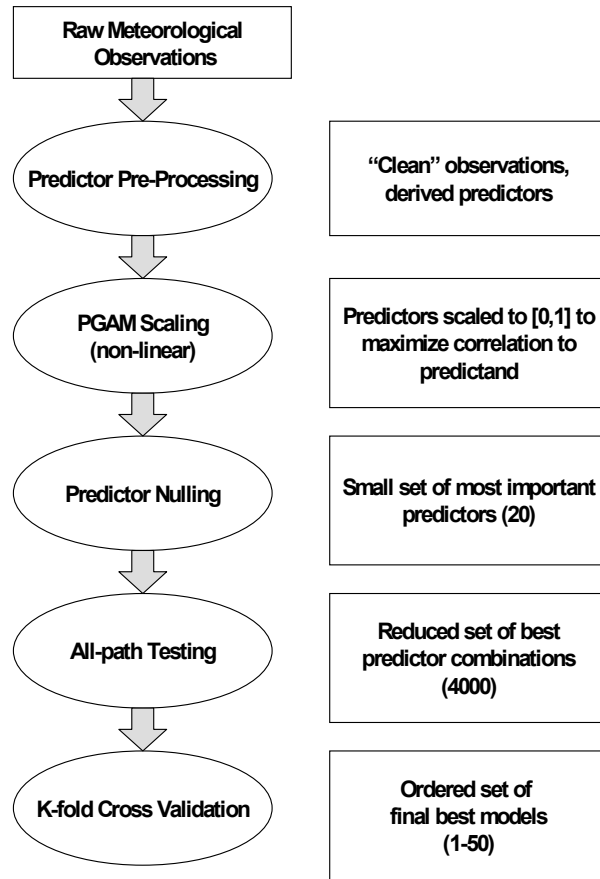 Raw Meteorological
Observations
Predictor Pre-Processing
“Clean” observations,
derived predictors
PGAM Scaling
(non-linear)
Predictors scaled to [0,1] to
maximize correlation to
predictand
Predictor Nulling
Small set of most important
predictors (20)
All-path Testing
Reduced set of best
predictor combinations
(4000)
K-fold Cross Validation
Ordered set of
final best models
(1-50)